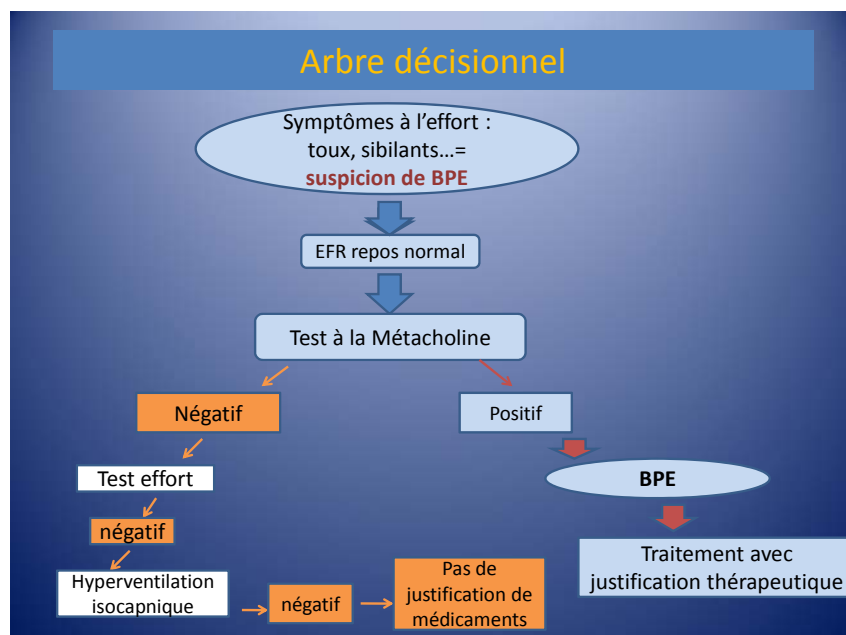 Arbre décisionnel
Symptômes à l'effort :
toux, sibilants...=
suspicion de BPE
EFR repos normal
Test à la Métacholine
Négatif
Positif
Test effort
BPE
négatif
Traitement avec
justification thérapeutique
Hyperventilation
isocapnique
négatif
Pas de
justification de
médicaments